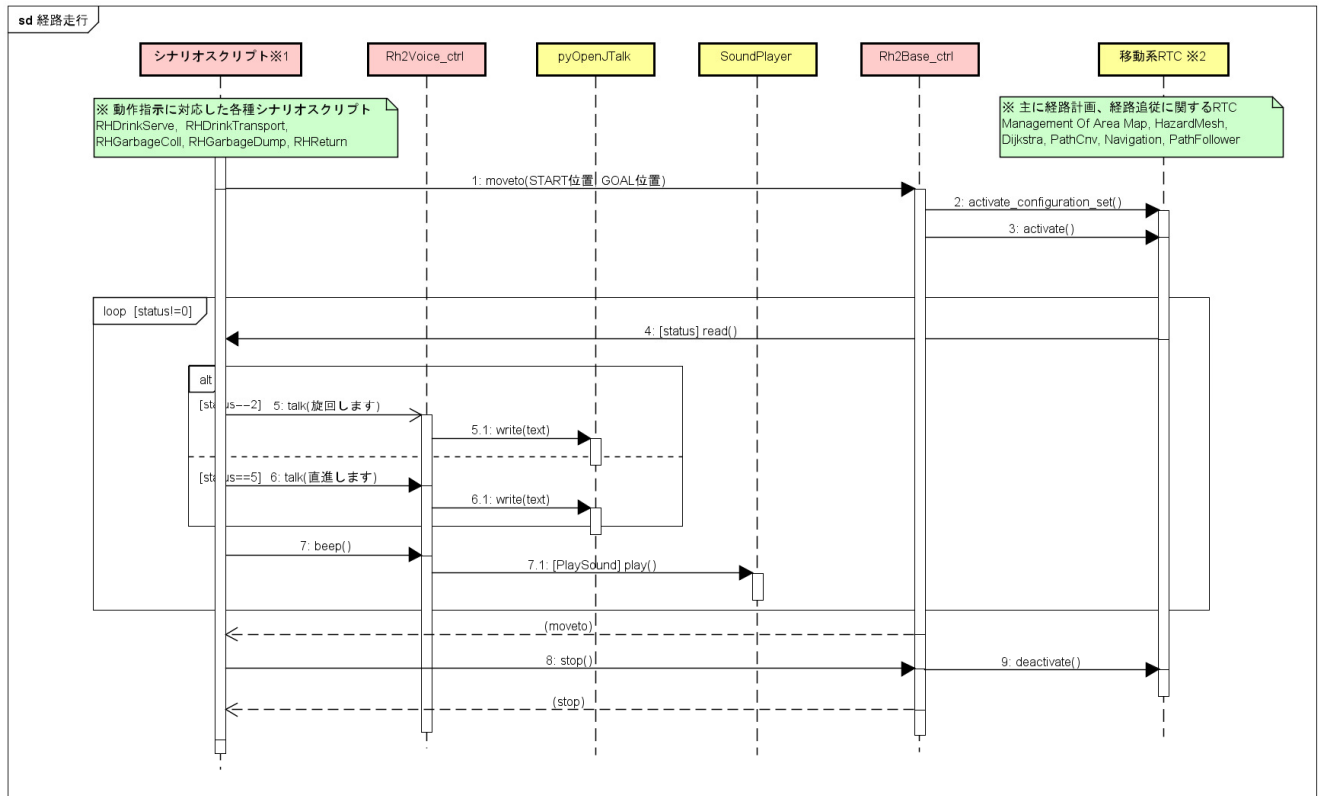 sd 経路走行
シナリオスクリプト※1
Rh2Voice_ctrl
pyOpenJTalk
SoundPlayer
Rh2Base_ctrl
移動系RTC ※2
※ 動作指示に対応した各種シナリオスクリプト
RHDrinkServe, RHDrinkTransport,
RHGarbageColl, RHGarbageDump, RHReturn
※ 主に経路計画、経路追従に関するRTC
Management Of Area Map, HazardMesh,
Dijkstra, PathCnv, Navigation, PathFollower
1: moveto(START位置, GOAL位置)
2: activate_configuration_set()
3: activate()
loop [status!=0]
4: [status] read()
alt
[status==2] 5: talk(旋回します)
5.1: write(text)
[status==5] 6: talk(直進します)
6.1: write(text)
7: beep()
7.1: [PlaySound] play()
(moveto)
8: stop()
9: deactivate()
(stop)